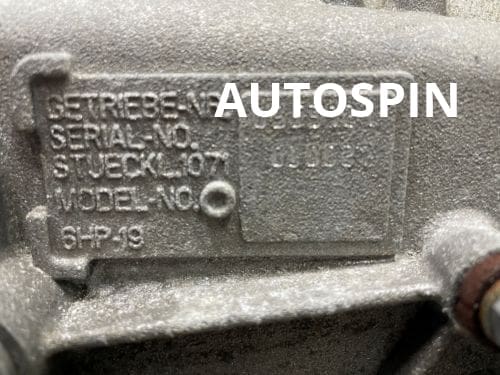 GETRIEBE-NR
AUTOSPIN
SERIAL-NO.
STUECKL.1071
MODEL-NO.
6HP-19